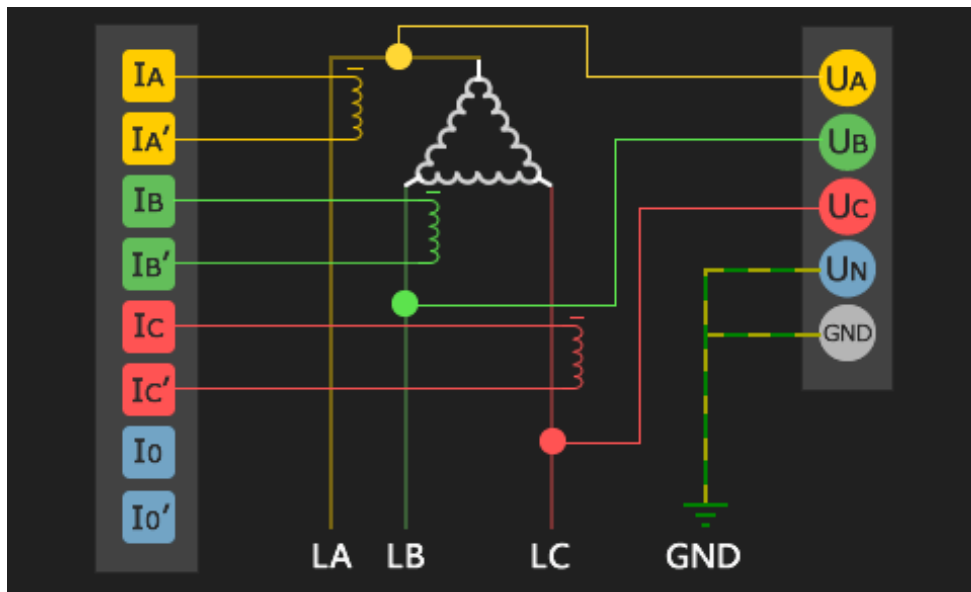 IA
IA′
IB
IB′
IC
IC′
I0
I0′
UA
UB
UC
UN
GND
LA LB LC GND